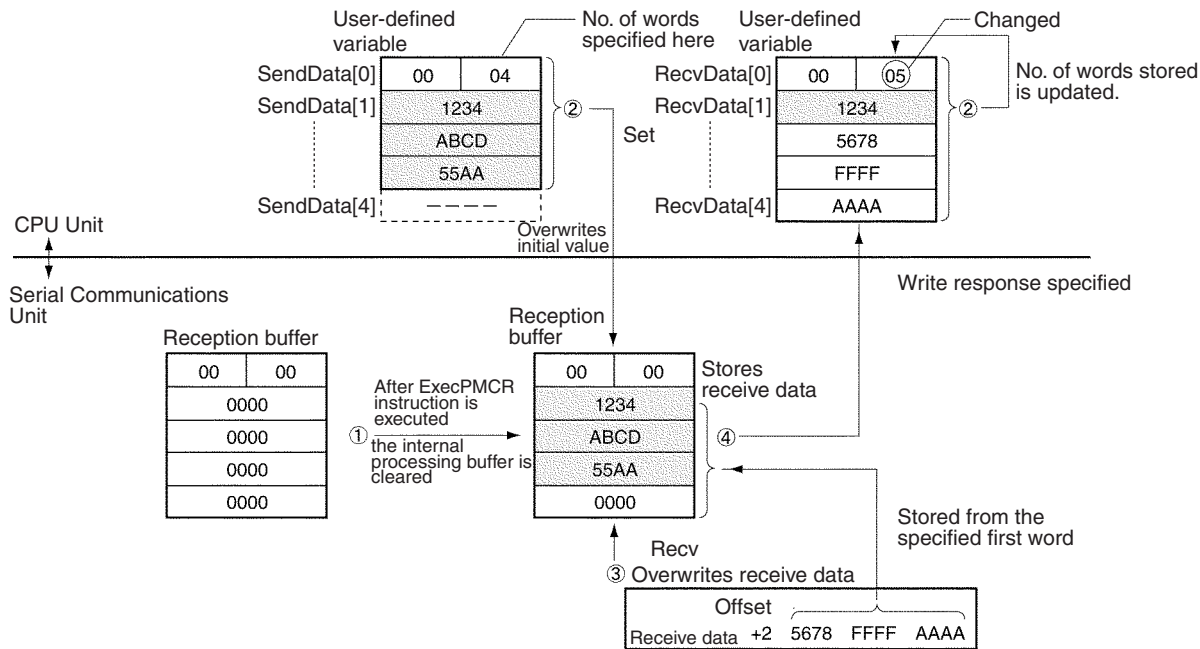 User-defined
variable
No. of words
specified here
User-defined
variable
Changed
SendData[0]
00 04
RecvData[0]
00 05
No. of words stored
is updated.
SendData[1]
1234
②
RecvData[1]
1234
②
ABCD
Set
5678
55AA
FFFF
SendData[4]
----
RecvData[4]
AAAA
CPU Unit
Overwrites
initial value
Serial Communications
Unit
Write response specified
Reception buffer
Reception
buffer
00 00
00 00
Stores
receive data
0000
0000
0000
0000
①
After ExecPMCR
instruction is
executed
the internal
processing buffer is
cleared
1234
ABCD
55AA
0000
④
Stored from the
specified first word
Recv
③ Overwrites receive data
Offset
Receive data +2 5678 FFFF AAAA